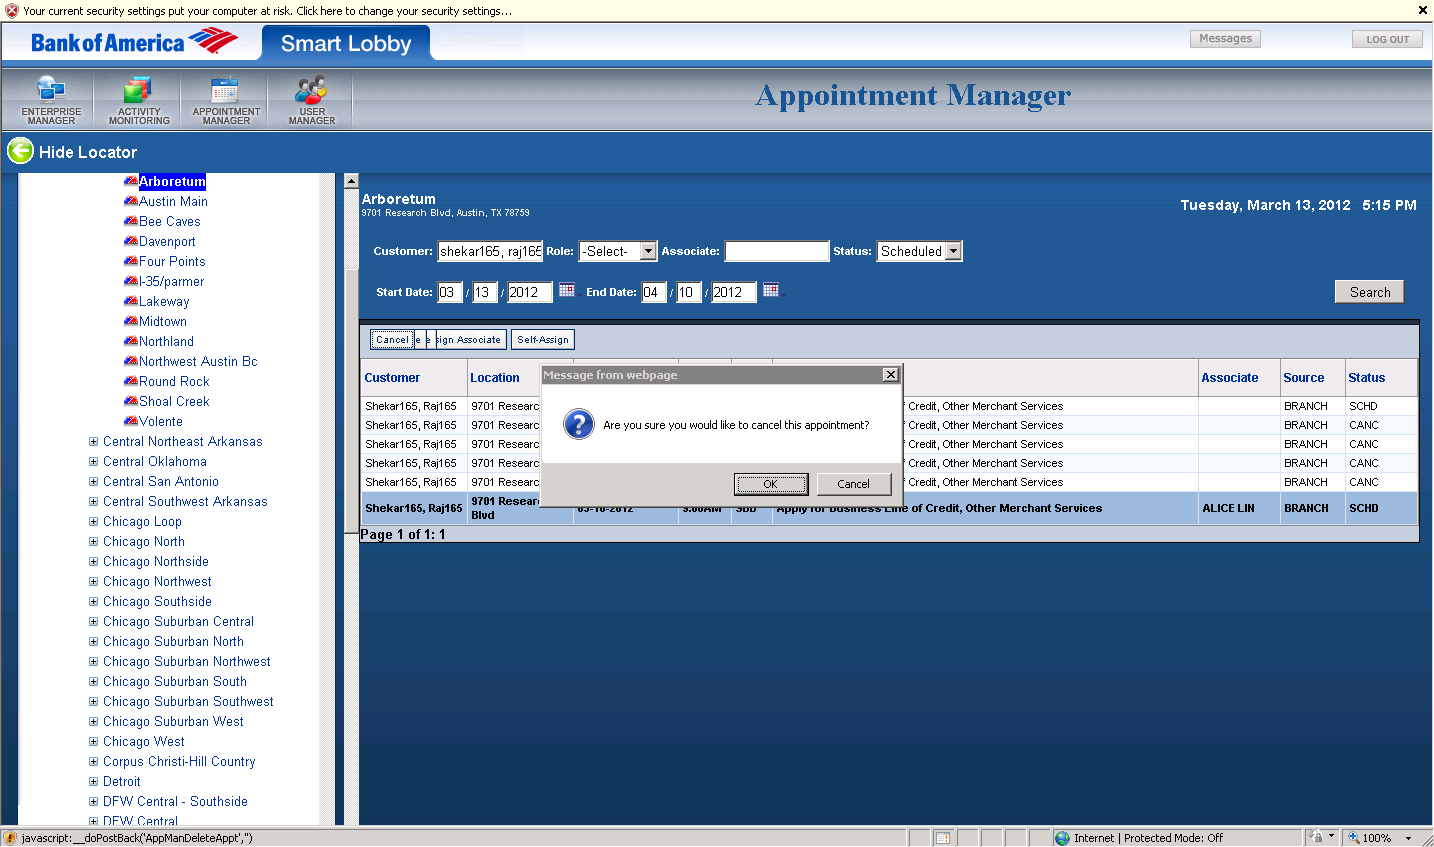 Your current security settings put your computer at risk. Click here to change your security settings...
Bank of America Smart Lobby Messages LOG OUT
ENTERPRISE MANAGER ACTIVITY MONITORING APPOINTMENT MANAGER USER MANAGER
Appointment Manager
Hide Locator
Arboretum
Austin Main
Bee Caves
Davenport
Four Points
I-35/parmer
Lakeway
Midtown
Northland
Northwest Austin Bc
Round Rock
Shoal Creek
Volente
Central Northeast Arkansas
Central Oklahoma
Central San Antonio
Central Southwest Arkansas
Chicago Loop
Chicago North
Chicago Northside
Chicago Northwest
Chicago Southside
Chicago Suburban Central
Chicago Suburban North
Chicago Suburban Northwest
Chicago Suburban South
Chicago Suburban Southwest
Chicago Suburban West
Chicago West
Corpus Christi-Hill Country
Detroit
DFW Central - Southside
DFW Central
Arboretum
9701 Research Blvd, Austin, TX 78759
Tuesday, March 13, 2012 5:15 PM
Customer: shekar165, raj165 Role: -Select- Associate: Status: Scheduled
Start Date: 03 / 13 / 2012 End Date: 04 / 10 / 2012 Search
Cancel e e sign Associate Self-Assign
Customer Location Associate Source Status
Shekar165, Raj165 9701 Researc f Credit, Other Merchant Services BRANCH SCHD
Shekar165, Raj165 9701 Researc f Credit, Other Merchant Services BRANCH CANC
Shekar165, Raj165 9701 Researc f Credit, Other Merchant Services BRANCH CANC
Shekar165, Raj165 9701 Researc f Credit, Other Merchant Services BRANCH CANC
Shekar165, Raj165 9701 Researc f Credit, Other Merchant Services BRANCH CANC
Shekar165, Raj165 9701 Resear Blvd 03-16-2012 9:00AM SBB Apply for Business Line of Credit, Other Merchant Services ALICE LIN BRANCH SCHD
Page 1 of 1: 1
Message from webpage
Are you sure you would like to cancel this appointment?
OK Cancel
javascript:__doPostBack('AppManDeleteAppt','')
Internet | Protected Mode: Off
100%